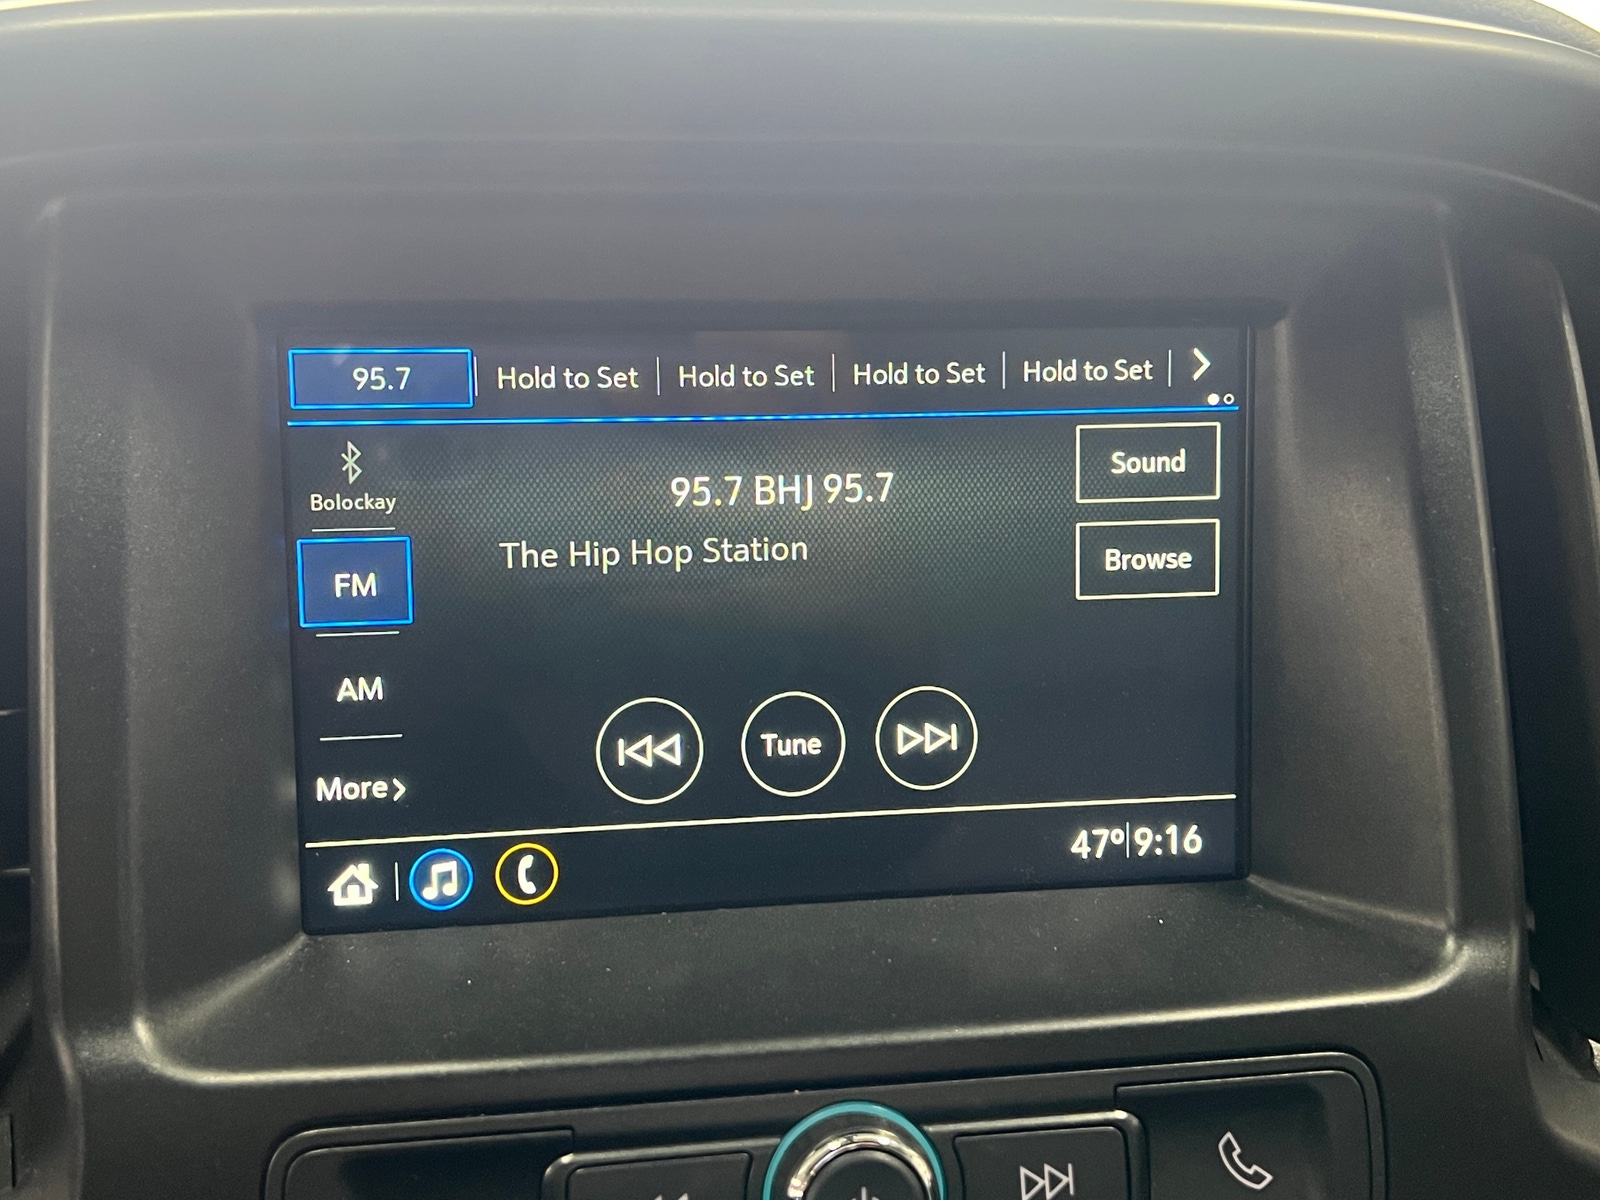 95.7 Hold to Set Hold to Set Hold to Set Hold to Set
Bolockay
95.7 BHJ 95.7
Sound
The Hip Hop Station
Browse
FM
AM
Tune
More
47° 9:16